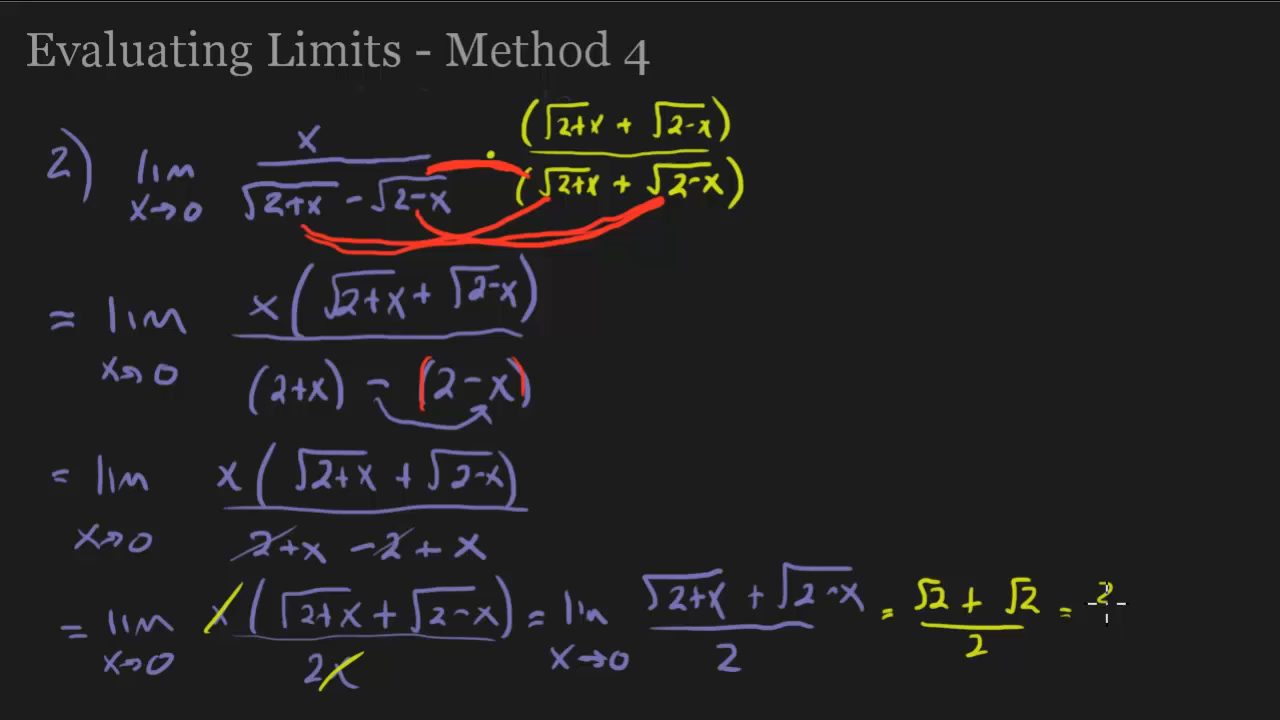 Evaluating Limits - Method 4
2) lim x→0 x / (√2+x - √2-x) · (√2+x + √2-x) / (√2+x + √2-x)
= lim x→0 x(√2+x + √2-x) / (2+x) - (2-x)
= lim x→0 x(√2+x + √2-x) / 2+x -2+x
= lim x→0 x(√2+x + √2-x) / 2x = lim x→0 √2+x + √2-x / 2 = √2 + √2 / 2 = 2